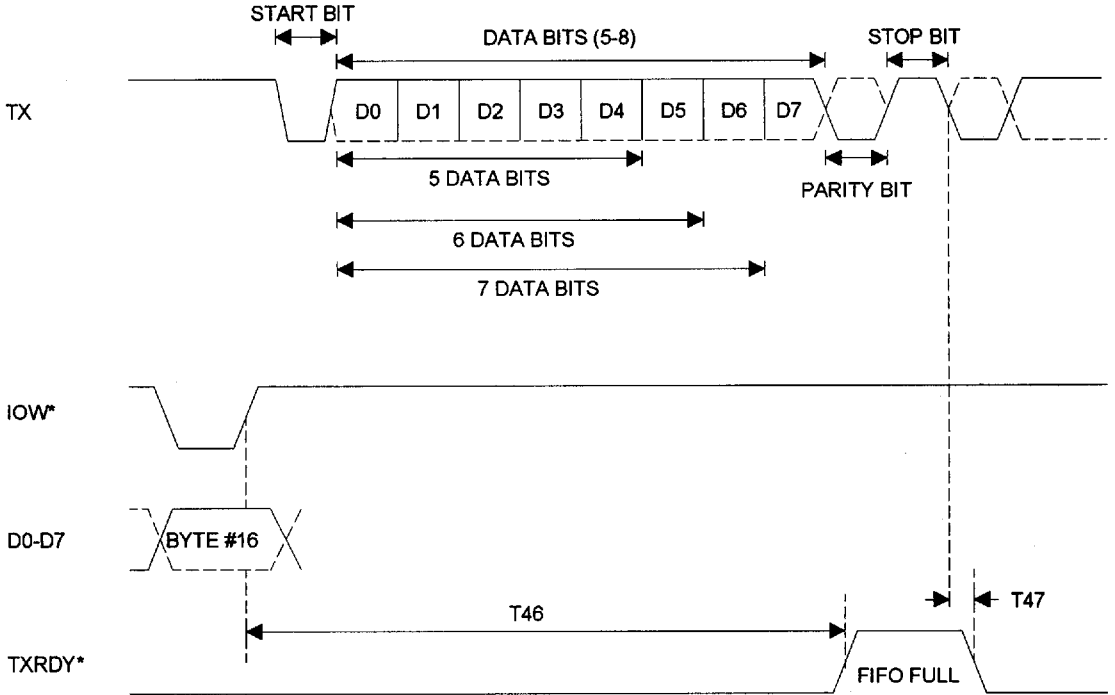 START BIT
DATA BITS (5-8)
STOP BIT
TX
D0 D1 D2 D3 D4 D5 D6 D7
5 DATA BITS
PARITY BIT
6 DATA BITS
7 DATA BITS
IOW*
D0-D7
BYTE #16
T46
T47
TXRDY*
FIFO FULL